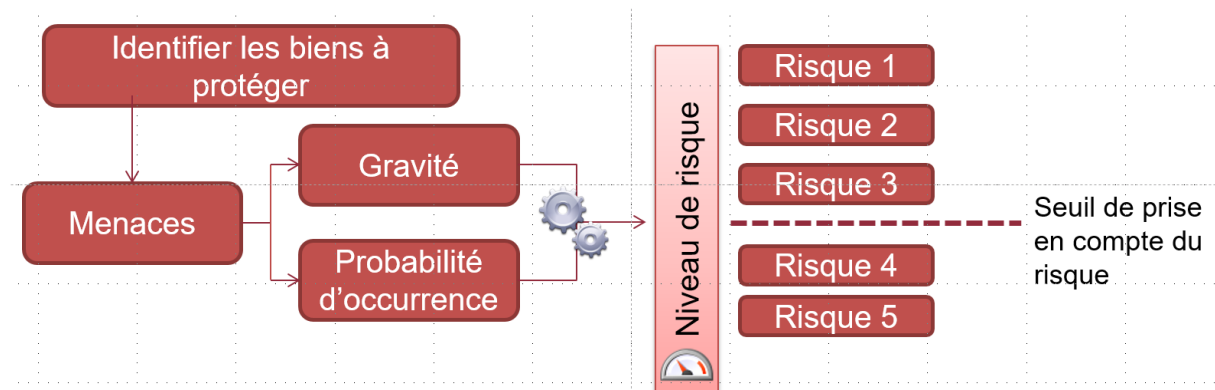 Identifier les biens à
protéger
Menaces
Gravité
Probabilité
d'occurrence
Niveau de risque
Risque 1
Risque 2
Risque 3
Risque 4
Risque 5
Seuil de prise
en compte du
risque